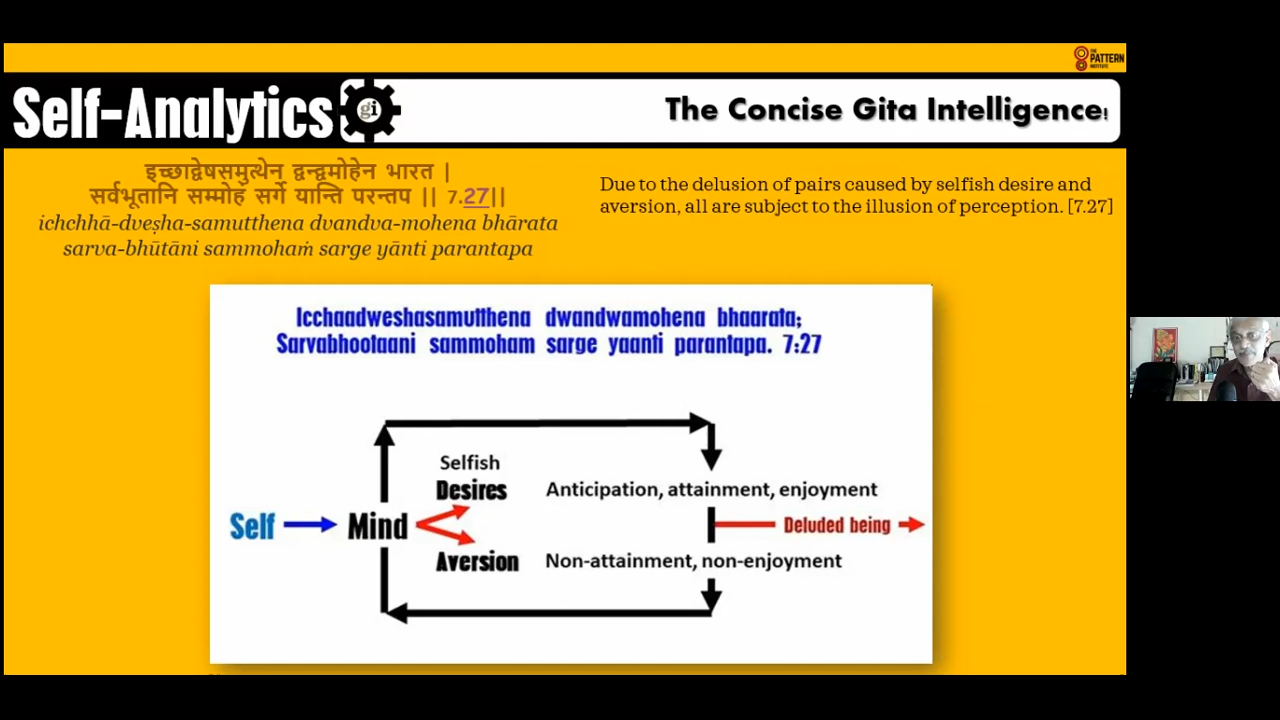 THE
PATTERN
INSTITUTE
Self-Analytics
gi
The Concise Gita Intelligence!
इच्छाद्वेषसमुत्थेन द्वन्द्वमोहेन भारत |
सर्वभूतानि सम्मोहं सर्गे यान्ति परन्तप || 7.27||
ichchhā-dveṣha-samutthena dvandva-mohena bhārata
sarva-bhūtāni sammohaṁ sarge yānti parantapa
Due to the delusion of pairs caused by selfish desire and
aversion, all are subject to the illusion of perception. [7.27]
Icchaadweshasamutthena dwandwamohena bhaarata;
Sarvabhootaani sammoham sarge yaanti parantapa. 7:27
Selfish
Desires
Anticipation, attainment, enjoyment
Self
Mind
Deluded being
Aversion
Non-attainment, non-enjoyment